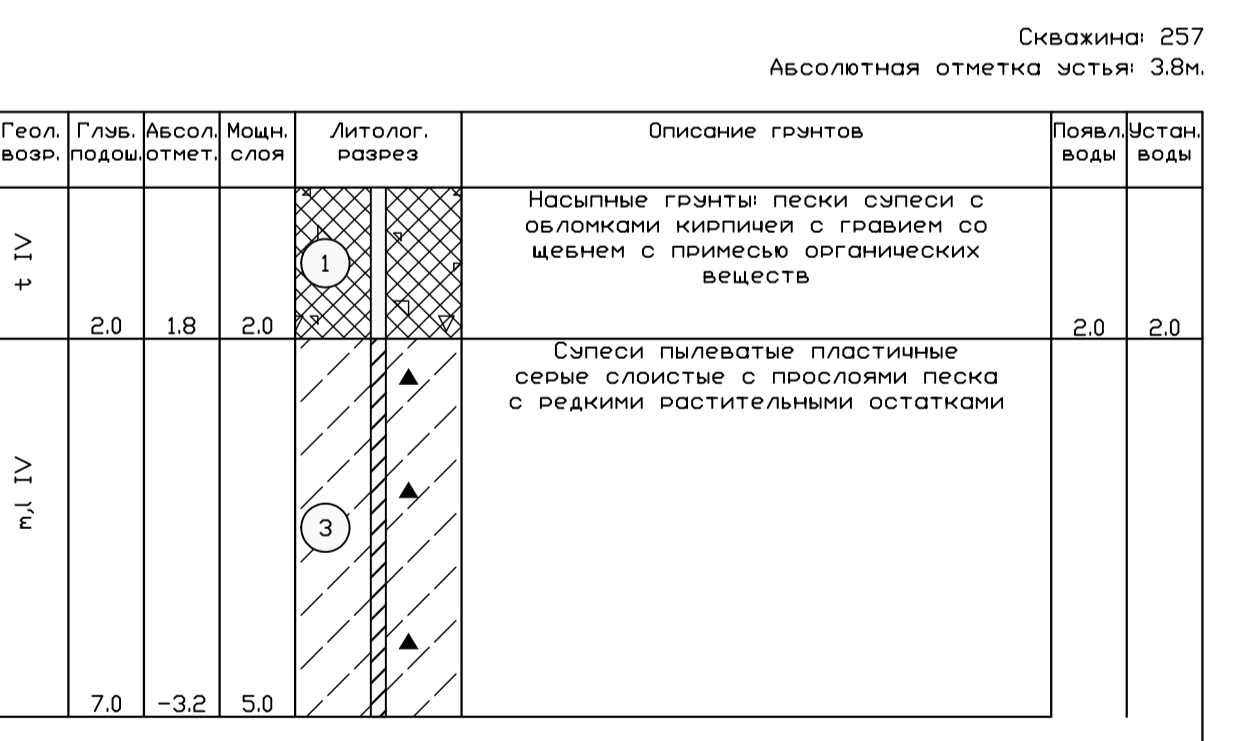 Скважина: 257
Абсолютная отметка устья: 3.8м.
Геол. возр.
Глуб. подош.
Абсол. отмет.
Мощн. слоя
Литолог. разрез
Описание грунтов
Появл. воды
Устан. воды
t IV
2.0
1.8
2.0
1
Насыпные грунты: пески супеси с
обломками кирпичей с гравием со
щебнем с примесью органических
веществ
2.0
2.0
m,l IV
7.0
-3.2
5.0
3
Супеси пылеватые пластичные
серые слоистые с прослоями песка
с редкими растительными остатками